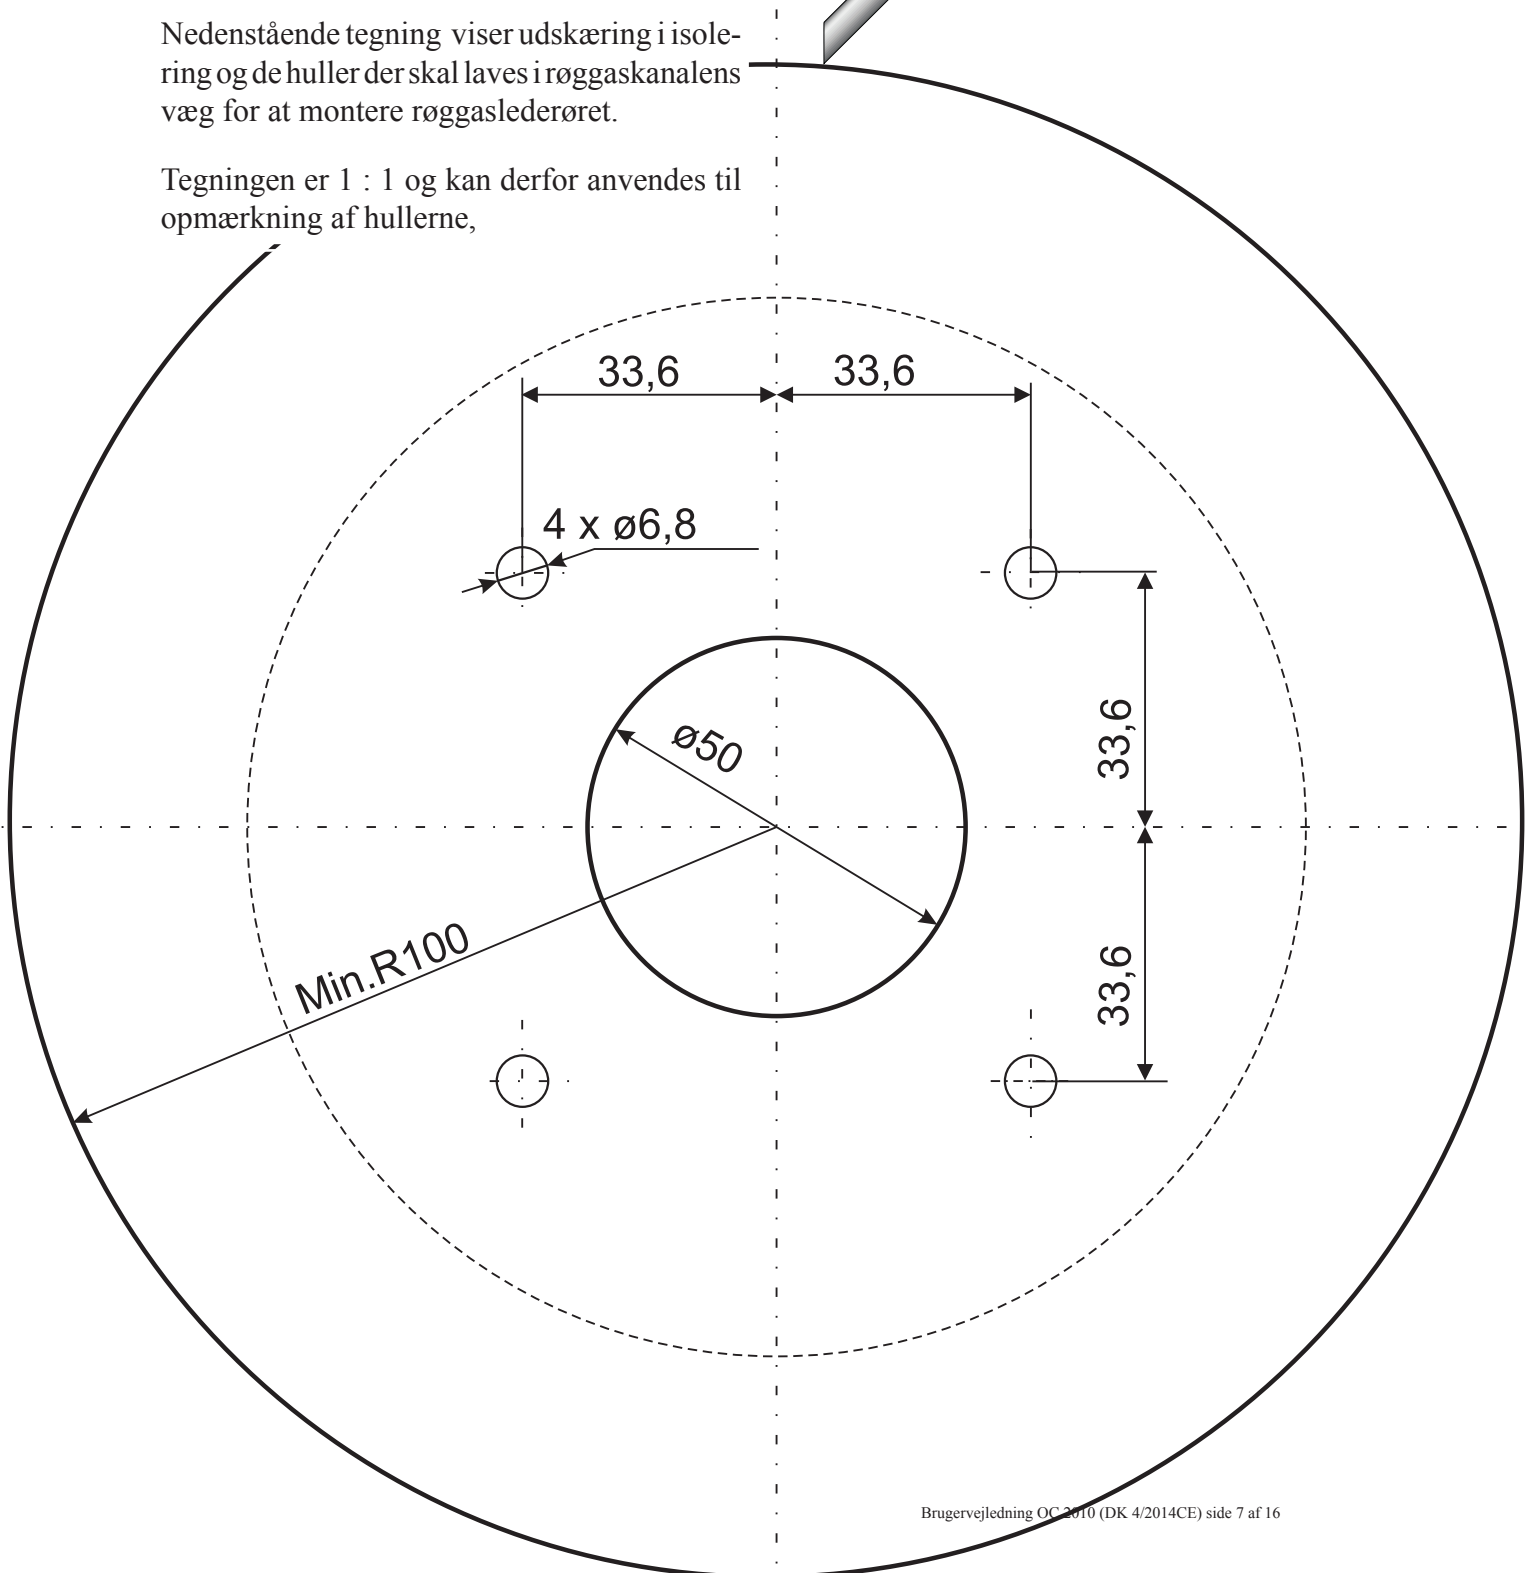 Nedenstående tegning viser udskæring i isole-
ring og de huller der skal laves i røggaskanalens
væg for at montere røggaslederøret.
Tegningen er 1 : 1 og kan derfor anvendes til
opmærkning af hullerne,
33,6
33,6
4 x ø6,8
ø50
33,6
Min.R100
33,6
Brugervejledning OC 2010 (DK 4/2014CE) side 7 af 16